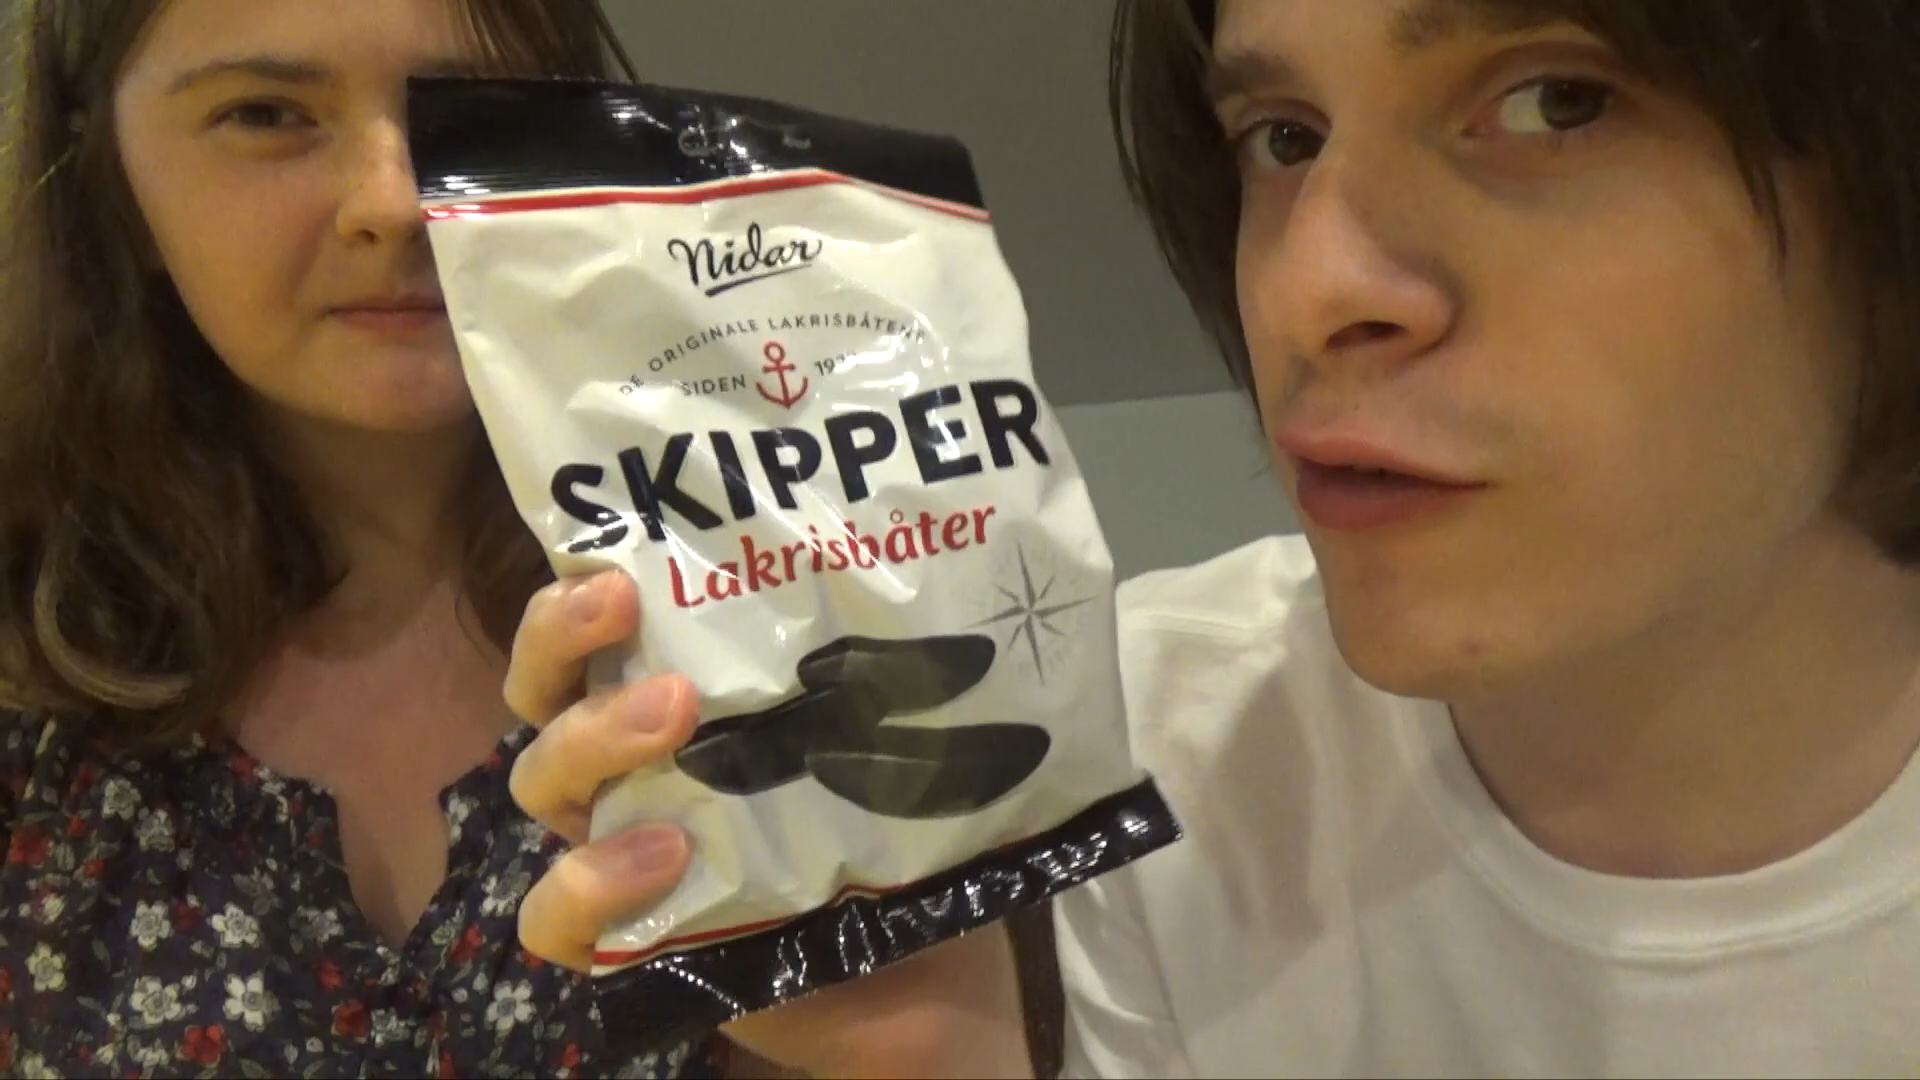 Nidar
DE ORIGINALE LAKRISBÅTENE
SIDEN
SKIPPER
Lakrisbåter